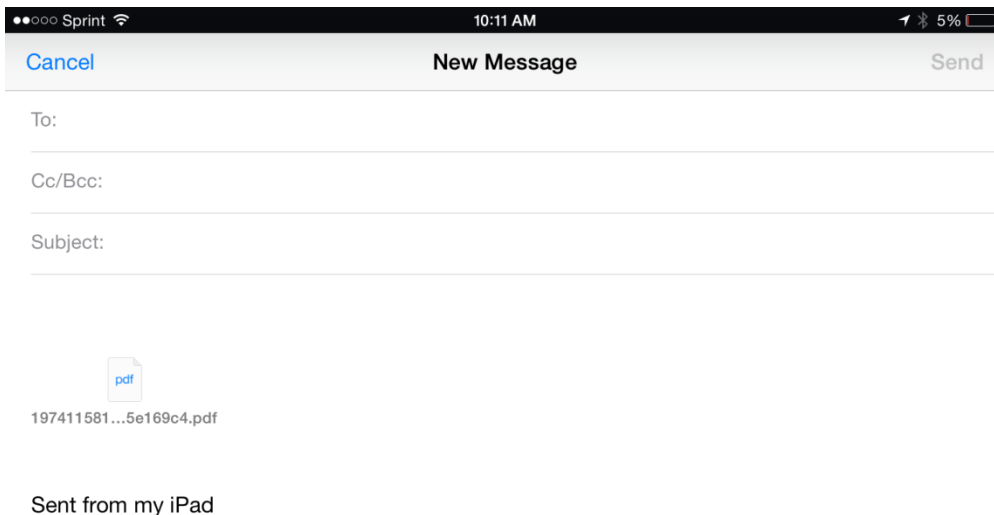 Sprint 10:11 AM 5%
Cancel New Message Send
To:
Cc/Bcc:
Subject:
pdf
197411581...5e169c4.pdf
Sent from my iPad